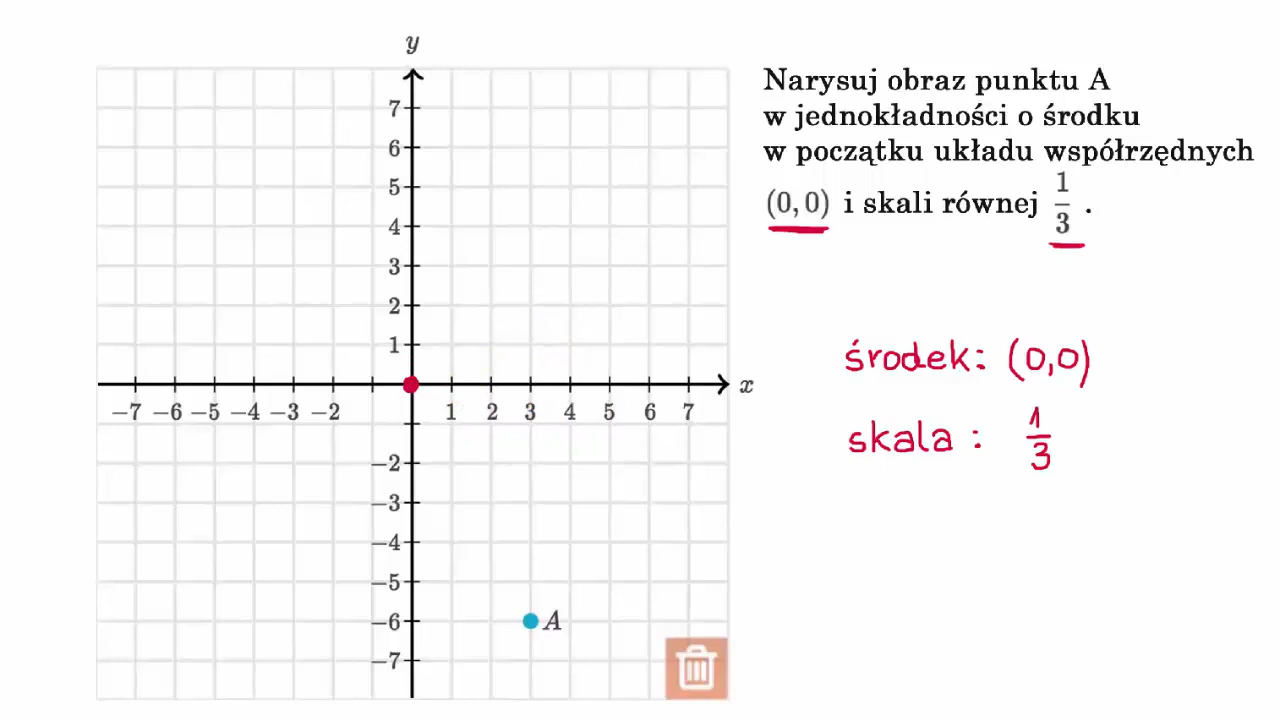 y
Narysuj obraz punktu A
w jednokładności o środku
w początku układu współrzędnych
(0, 0) i skali równej 1/3 .
7
6
5
4
3
2
1
środek: (0,0)
x
−7 −6 −5 −4 −3 −2 1 2 3 4 5 6 7
skala : 1/3
−2
−3
−4
−5
−6
A
−7